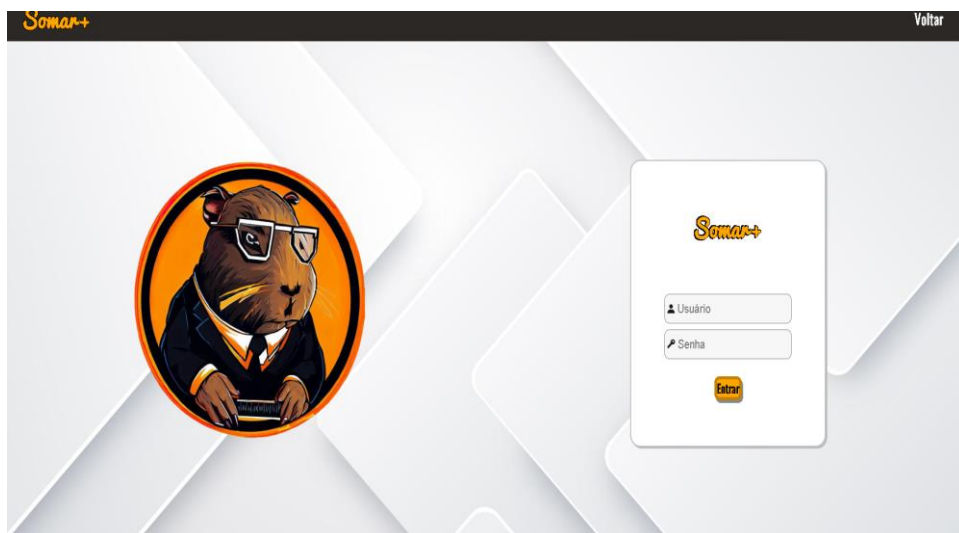 Somar+
Voltar
Somar+
Usuário
Senha
Entrar